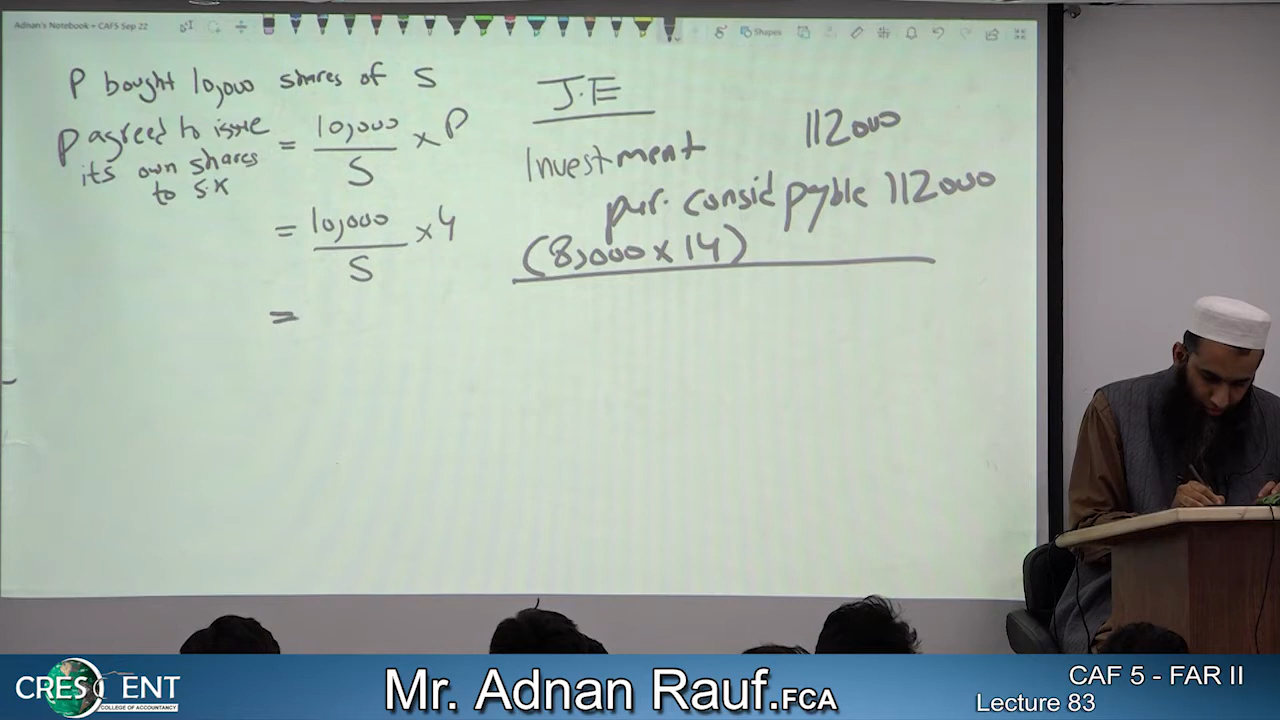 Adnan's Notebook » CAFS Sep 22
Shapes
P bought 10,000 shares of S
P agreed to issue
its own shares
to S.K
= 10,000 × P
S
= 10,000 × 4
S
=
J.E
Investment 112000
pur. consid payble 112000
(8,000 × 14)
CRESCENT
COLLEGE OF ACCOUNTANCY
Mr. Adnan Rauf.FCA
CAF 5 - FAR II
Lecture 83